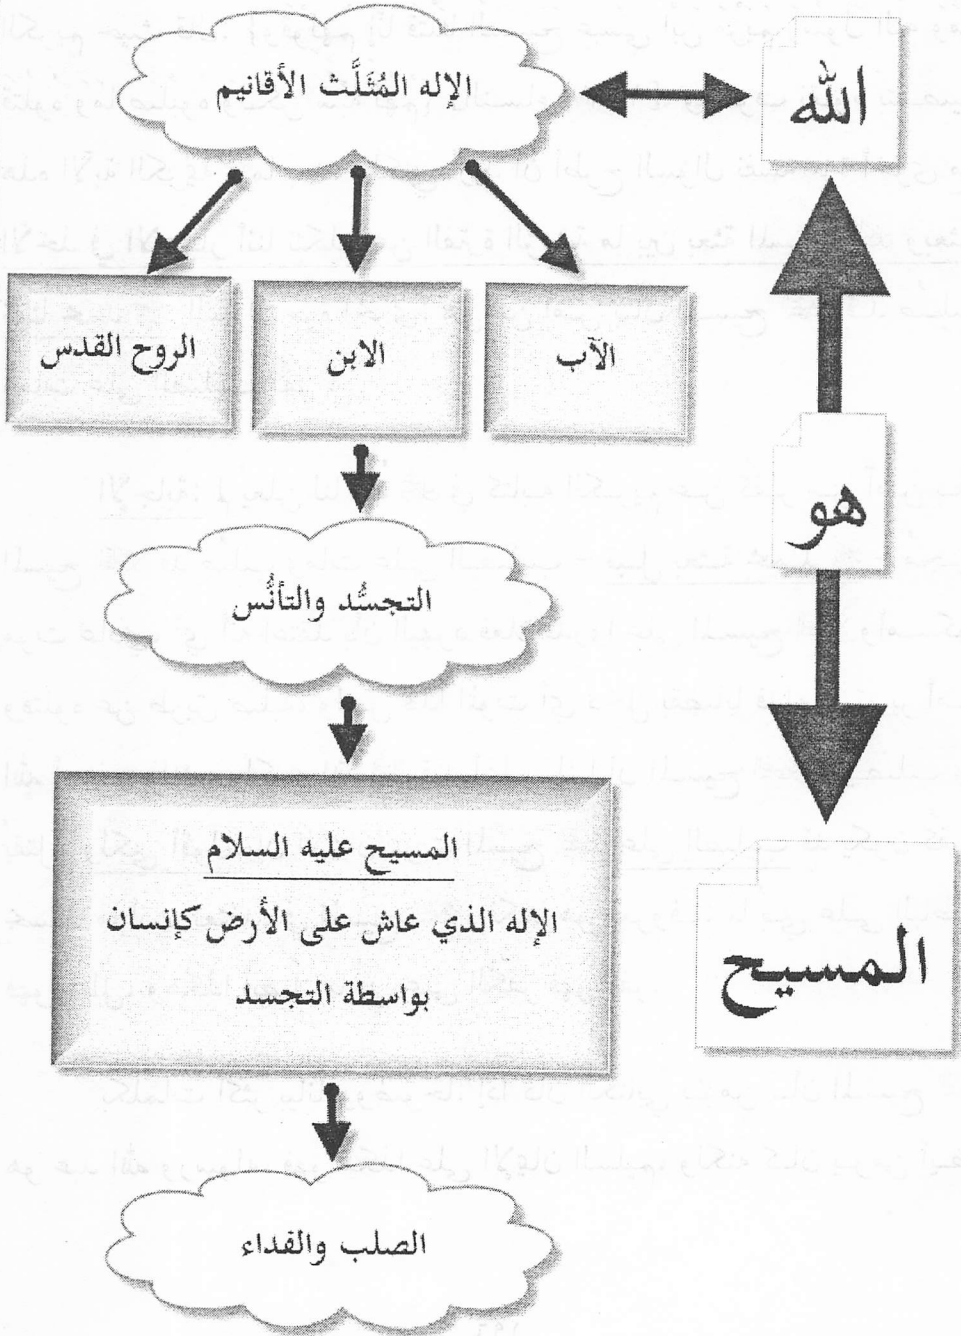 الإله المُثَلَّث الأقانيم
الله
الآب
الابن
الروح القدس
هو
التجسُّد والتأنُّس
المسيح عليه السلام
الإله الذي عاش على الأرض كإنسان
بواسطة التجسد
المسيح
الصلب والفداء